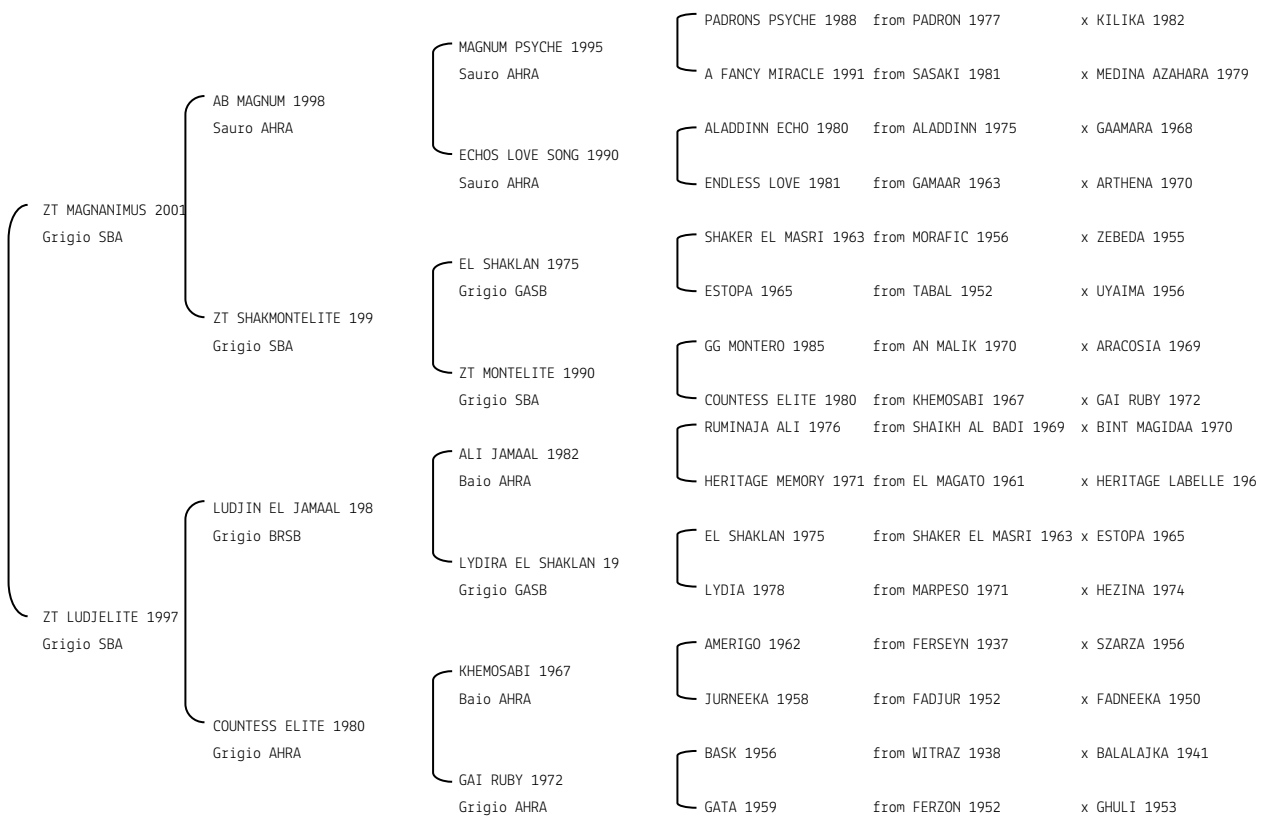 PADRONS PSYCHE 1988 from PADRON 1977 x KILIKA 1982
MAGNUM PSYCHE 1995
Sauro AHRA
A FANCY MIRACLE 1991 from SASAKI 1981 x MEDINA AZAHARA 1979
AB MAGNUM 1998
Sauro AHRA
ALADDINN ECHO 1980 from ALADDINN 1975 x GAAMARA 1968
ECHOS LOVE SONG 1990
Sauro AHRA
ENDLESS LOVE 1981 from GAMAAR 1963 x ARTHENA 1970
ZT MAGNANIMUS 2001
Grigio SBA
SHAKER EL MASRI 1963 from MORAFIC 1956 x ZEBEDA 1955
EL SHAKLAN 1975
Grigio GASB
ESTOPA 1965 from TABAL 1952 x UYAIMA 1956
ZT SHAKMONTELITE 199
Grigio SBA
GG MONTERO 1985 from AN MALIK 1970 x ARACOSIA 1969
ZT MONTELITE 1990
Grigio SBA
COUNTESS ELITE 1980 from KHEMOSABI 1967 x GAI RUBY 1972
RUMINAJA ALI 1976 from SHAIKH AL BADI 1969 x BINT MAGIDAA 1970
ALI JAMAAL 1982
Baio AHRA
HERITAGE MEMORY 1971 from EL MAGATO 1961 x HERITAGE LABELLE 196
LUDJIN EL JAMAAL 198
Grigio BRSB
EL SHAKLAN 1975 from SHAKER EL MASRI 1963 x ESTOPA 1965
LYDIRA EL SHAKLAN 19
Grigio GASB
LYDIA 1978 from MARPESO 1971 x HEZINA 1974
ZT LUDJELITE 1997
Grigio SBA
AMERIGO 1962 from FERSEYN 1937 x SZARZA 1956
KHEMOSABI 1967
Baio AHRA
JURNEEKA 1958 from FADJUR 1952 x FADNEEKA 1950
COUNTESS ELITE 1980
Grigio AHRA
BASK 1956 from WITRAZ 1938 x BALALAJKA 1941
GAI RUBY 1972
Grigio AHRA
GATA 1959 from FERZON 1952 x GHULI 1953